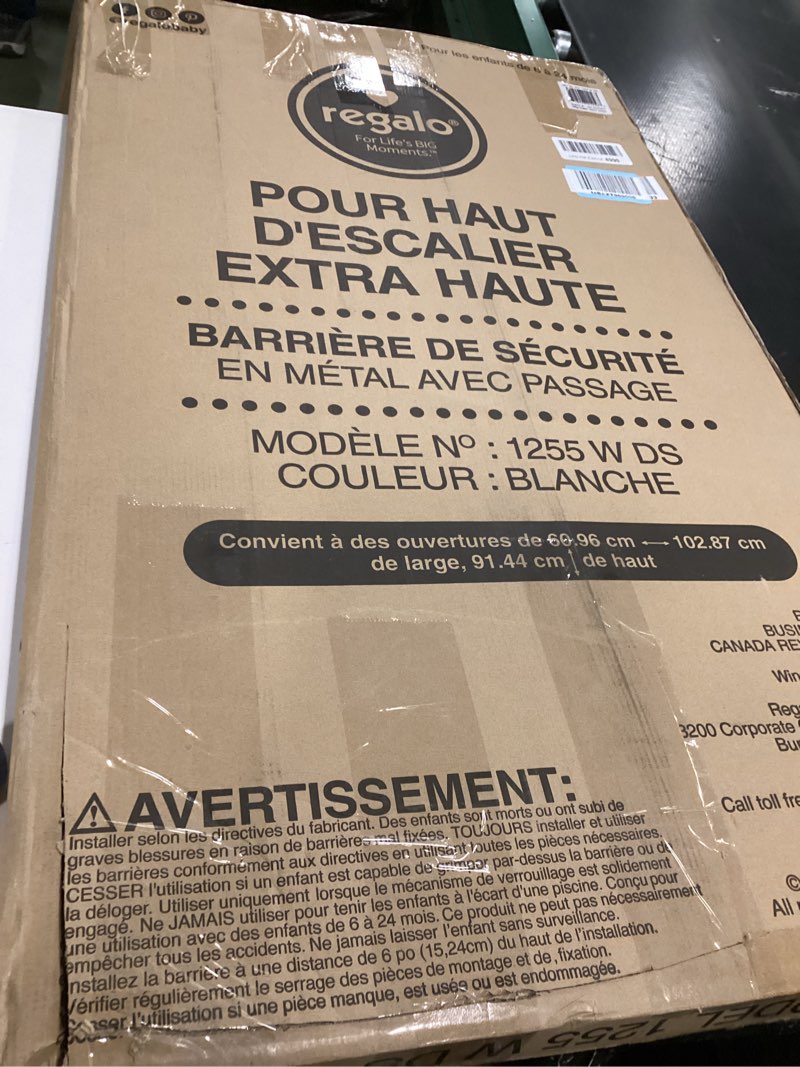 regalobaby
Pour les enfants de 6 à 24 mois
regalo®
For Life's BIG
Moments.™
POUR HAUT
D'ESCALIER
EXTRA HAUTE
BARRIÈRE DE SÉCURITÉ
EN MÉTAL AVEC PASSAGE
MODÈLE Nº : 1255 W DS
COULEUR : BLANCHE
Convient à des ouvertures de 60.96 cm ⟷ 102.87 cm
de large, 91.44 cm ↕ de haut
BUSI
CANADA RE
Win
Reg
3200 Corporate
Bu
Call toll fre
©
All
AVERTISSEMENT:
Installer selon les directives du fabricant. Des enfants sont morts ou ont subi de
graves blessures en raison de barrières mal fixées. TOUJOURS installer et utiliser
les barrières conformément aux directives en utilisant toutes les pièces nécessaires.
CESSER l'utilisation si un enfant est capable de grimper par-dessus la barrière ou de
la déloger. Utiliser uniquement lorsque le mécanisme de verrouillage est solidement
engagé. Ne JAMAIS utiliser pour tenir les enfants à l'écart d'une piscine. Conçu pour
une utilisation avec des enfants de 6 à 24 mois. Ce produit ne peut pas nécessairement
empêcher tous les accidents. Ne jamais laisser l'enfant sans surveillance.
Installez la barrière à une distance de 6 po (15,24cm) du haut de l'installation.
Vérifier régulièrement le serrage des pièces de montage et de fixation.
Cesser l'utilisation si une pièce manque, est usée ou est endommagée.
ODEL 1255 W DS